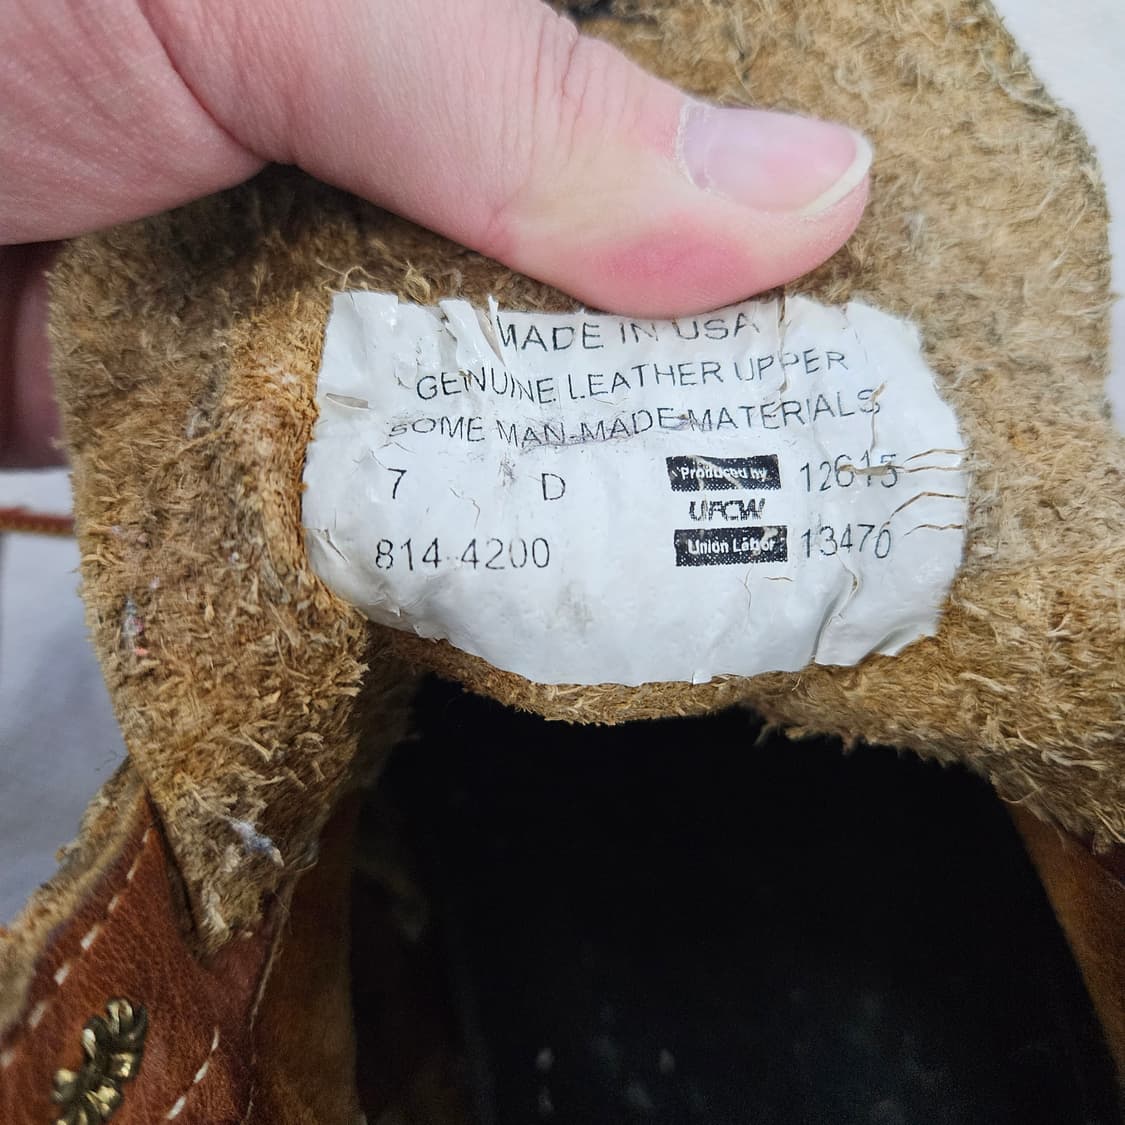 MADE IN USA
GENUINE LEATHER UPPER
SOME MAN-MADE MATERIALS
7 D Produced by 12615
UFCW
814-4200 Union Labor 13470